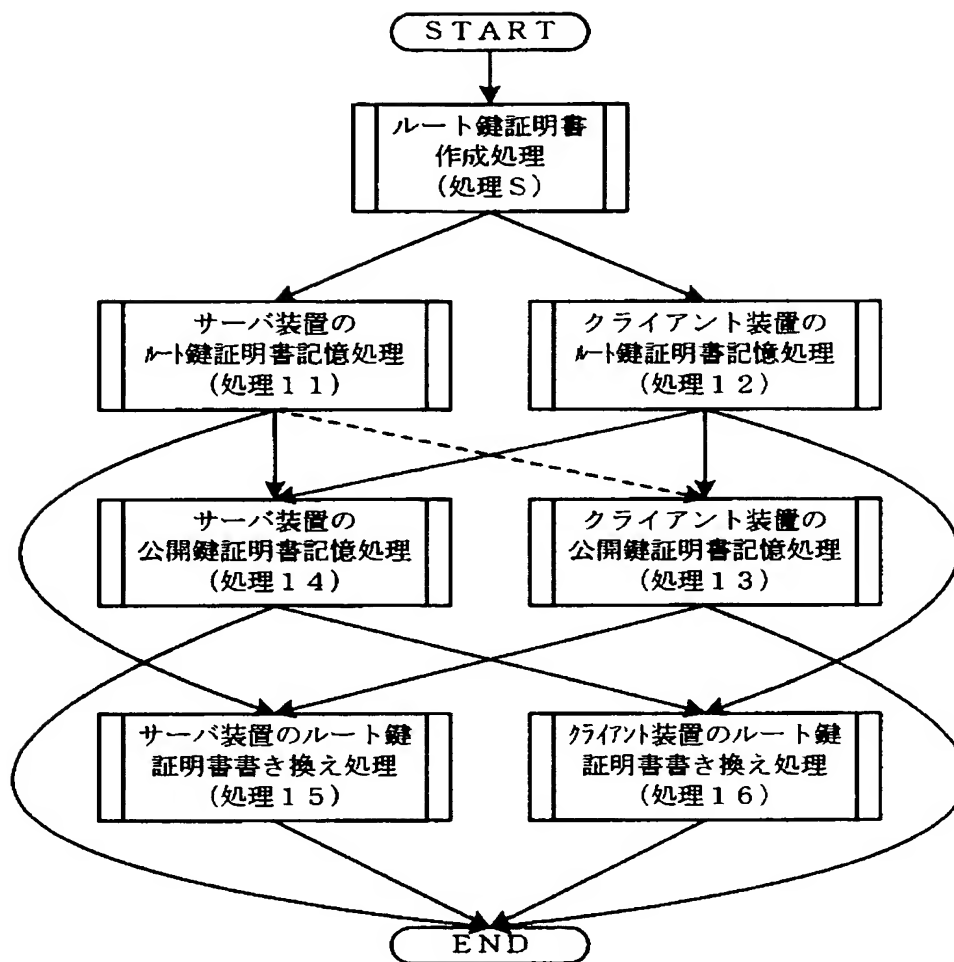 ＳＴＡＲＴ
ルート鍵証明書
作成処理
(処理Ｓ)
サーバ装置の
ﾙｰﾄ鍵証明書記憶処理
(処理１１)
クライアント装置の
ﾙｰﾄ鍵証明書記憶処理
(処理１２)
サーバ装置の
公開鍵証明書記憶処理
(処理１４)
クライアント装置の
公開鍵証明書記憶処理
(処理１３)
サーバ装置のルート鍵
証明書書き換え処理
(処理１５)
ｸﾗｲｱﾝﾄ装置のルート鍵
証明書書き換え処理
(処理１６)
ＥＮＤ